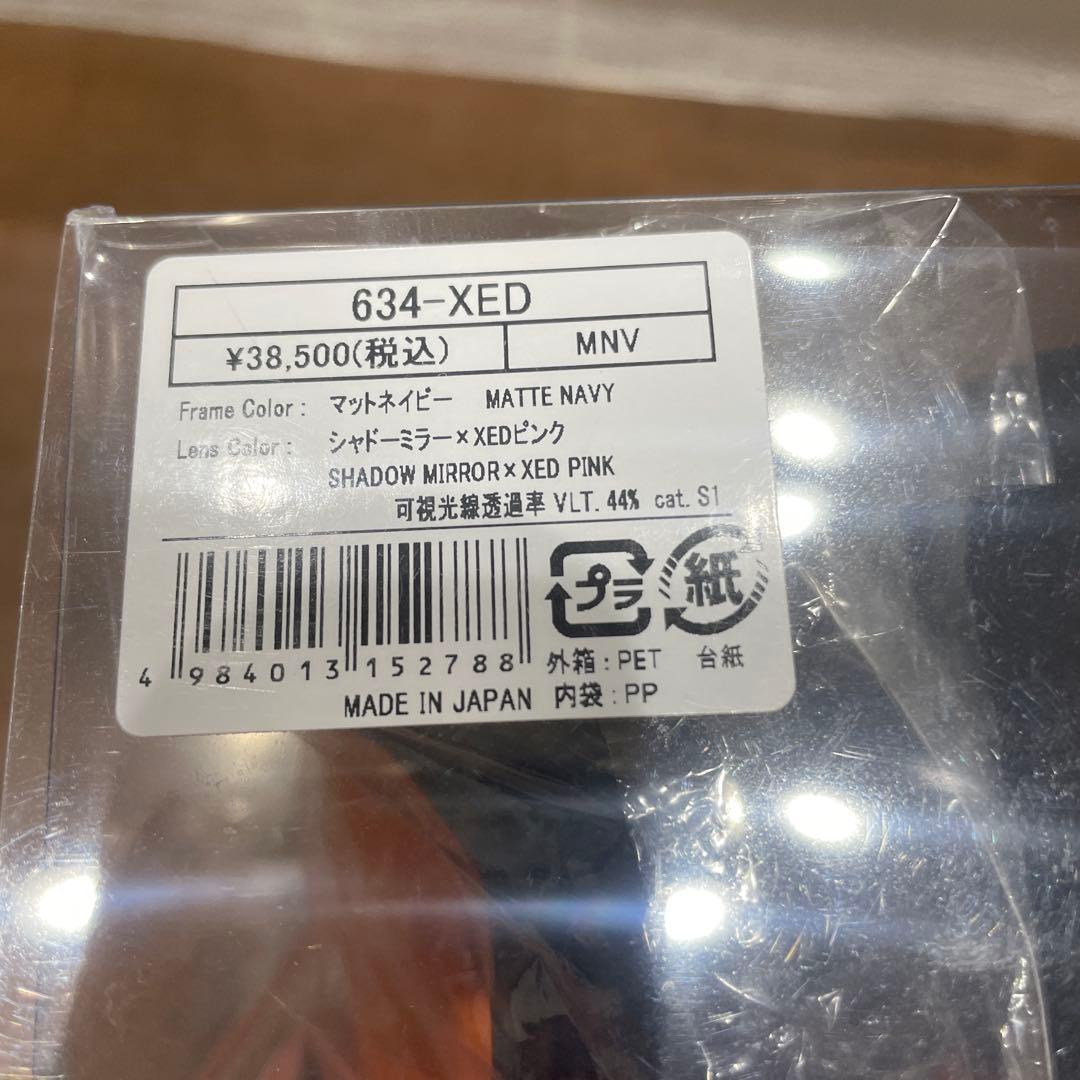 634-XED
¥38,500(税込) MNV
Frame Color: マットネイビー MATTE NAVY
Lens Color: シャドーミラー×XEDピンク
SHADOW MIRROR×XED PINK
可視光線透過率 VLT. 44% cat. S1
プラ 紙
4 984013 152788
外箱:PET 台紙
MADE IN JAPAN 内袋:PP